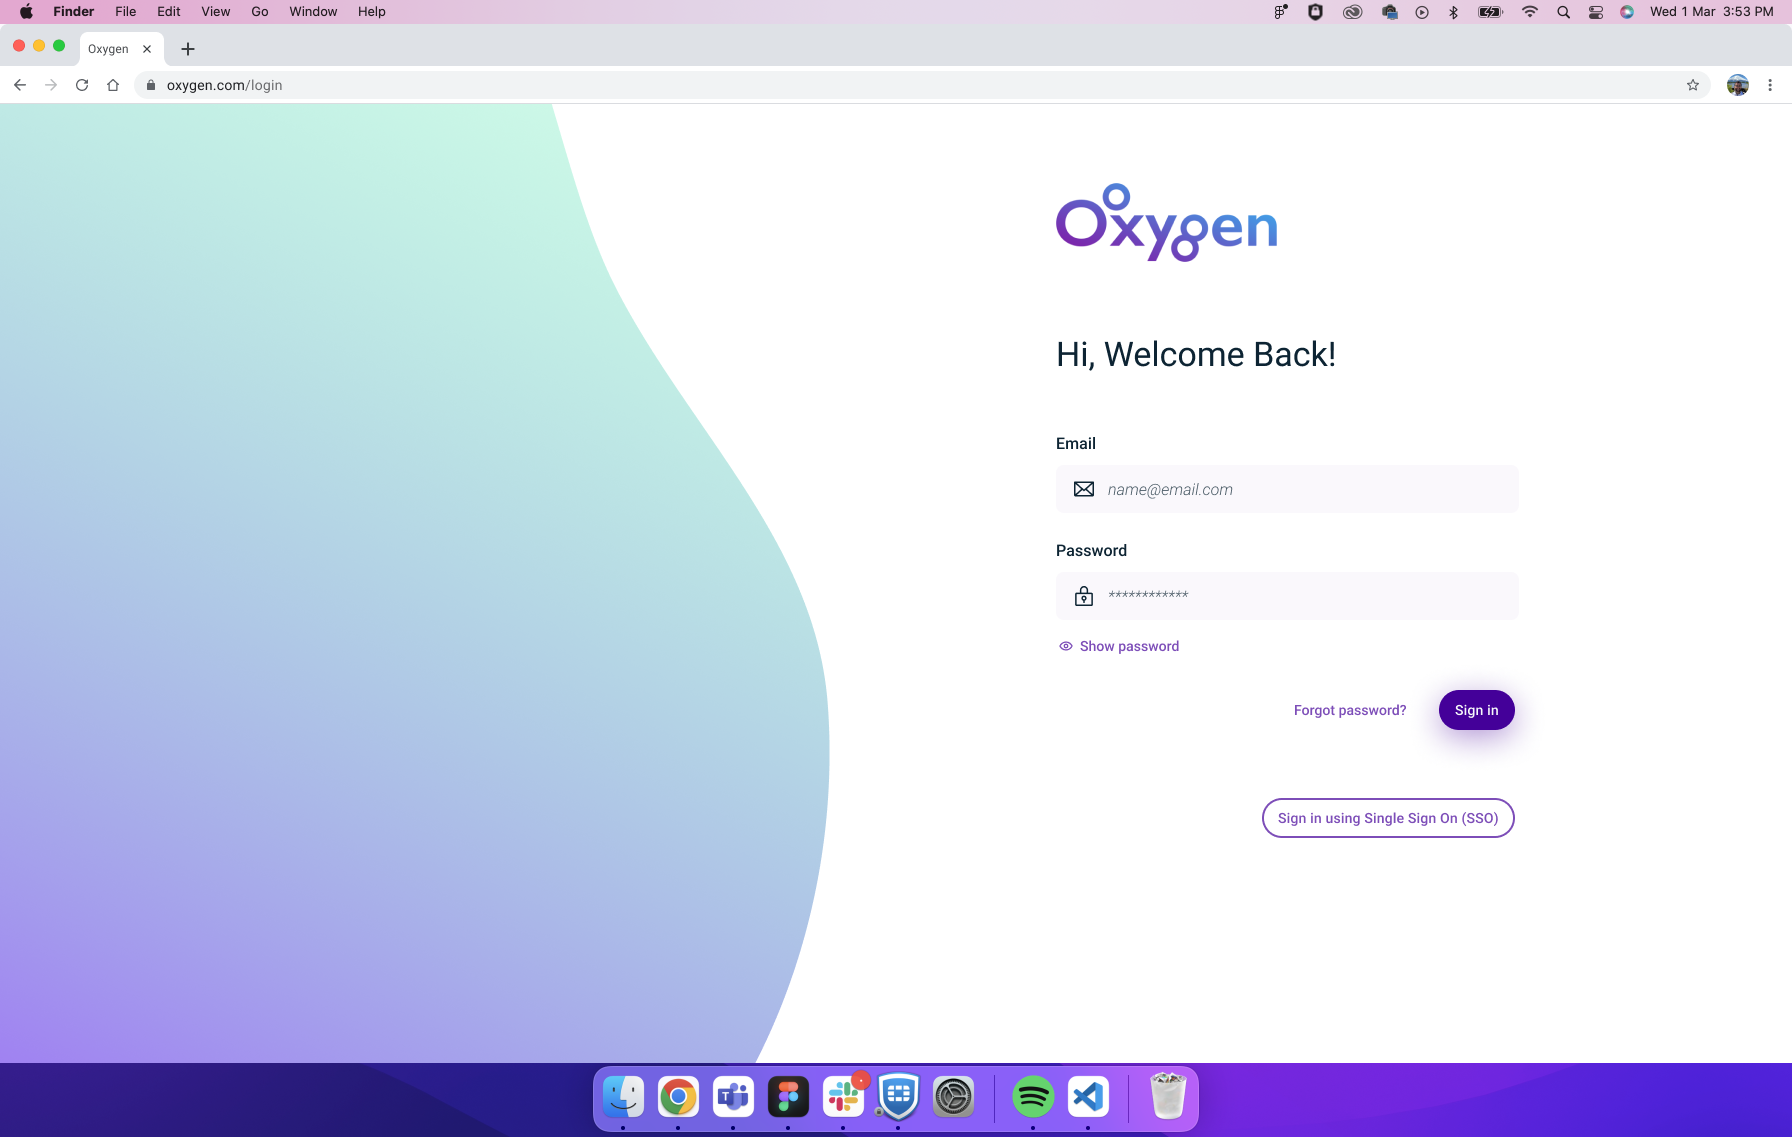 Finder File Edit View Go Window Help Wed 1 Mar 3:53 PM
Oxygen
oxygen.com/login
Oxygen
Hi, Welcome Back!
Email
name@email.com
Password
************
Show password
Forgot password? Sign in
Sign in using Single Sign On (SSO)